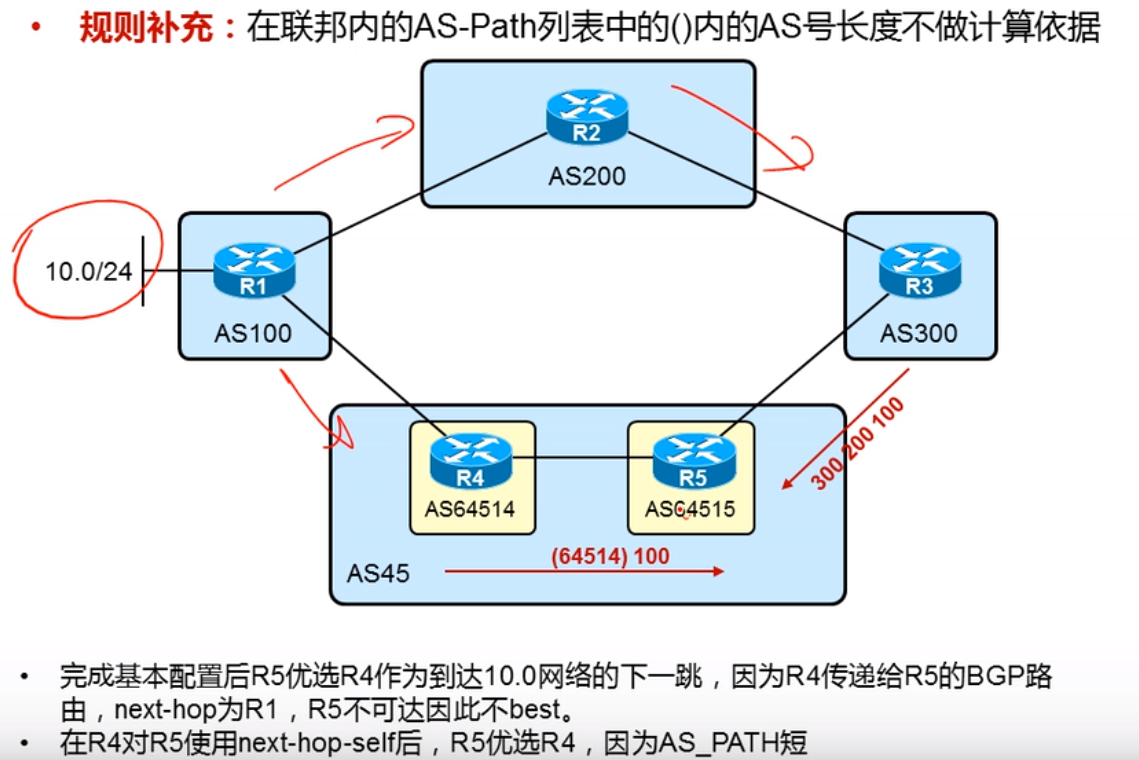 • 规则补充：在联邦内的AS-Path列表中的()内的AS号长度不做计算依据
R2
AS200
10.0/24
R1
AS100
R3
AS300
300 200 100
R4
AS64514
R5
AS64515
(64514) 100
AS45
• 完成基本配置后R5优选R4作为到达10.0网络的下一跳，因为R4传递给R5的BGP路
由，next-hop为R1，R5不可达因此不best。
• 在R4对R5使用next-hop-self后，R5优选R4，因为AS_PATH短